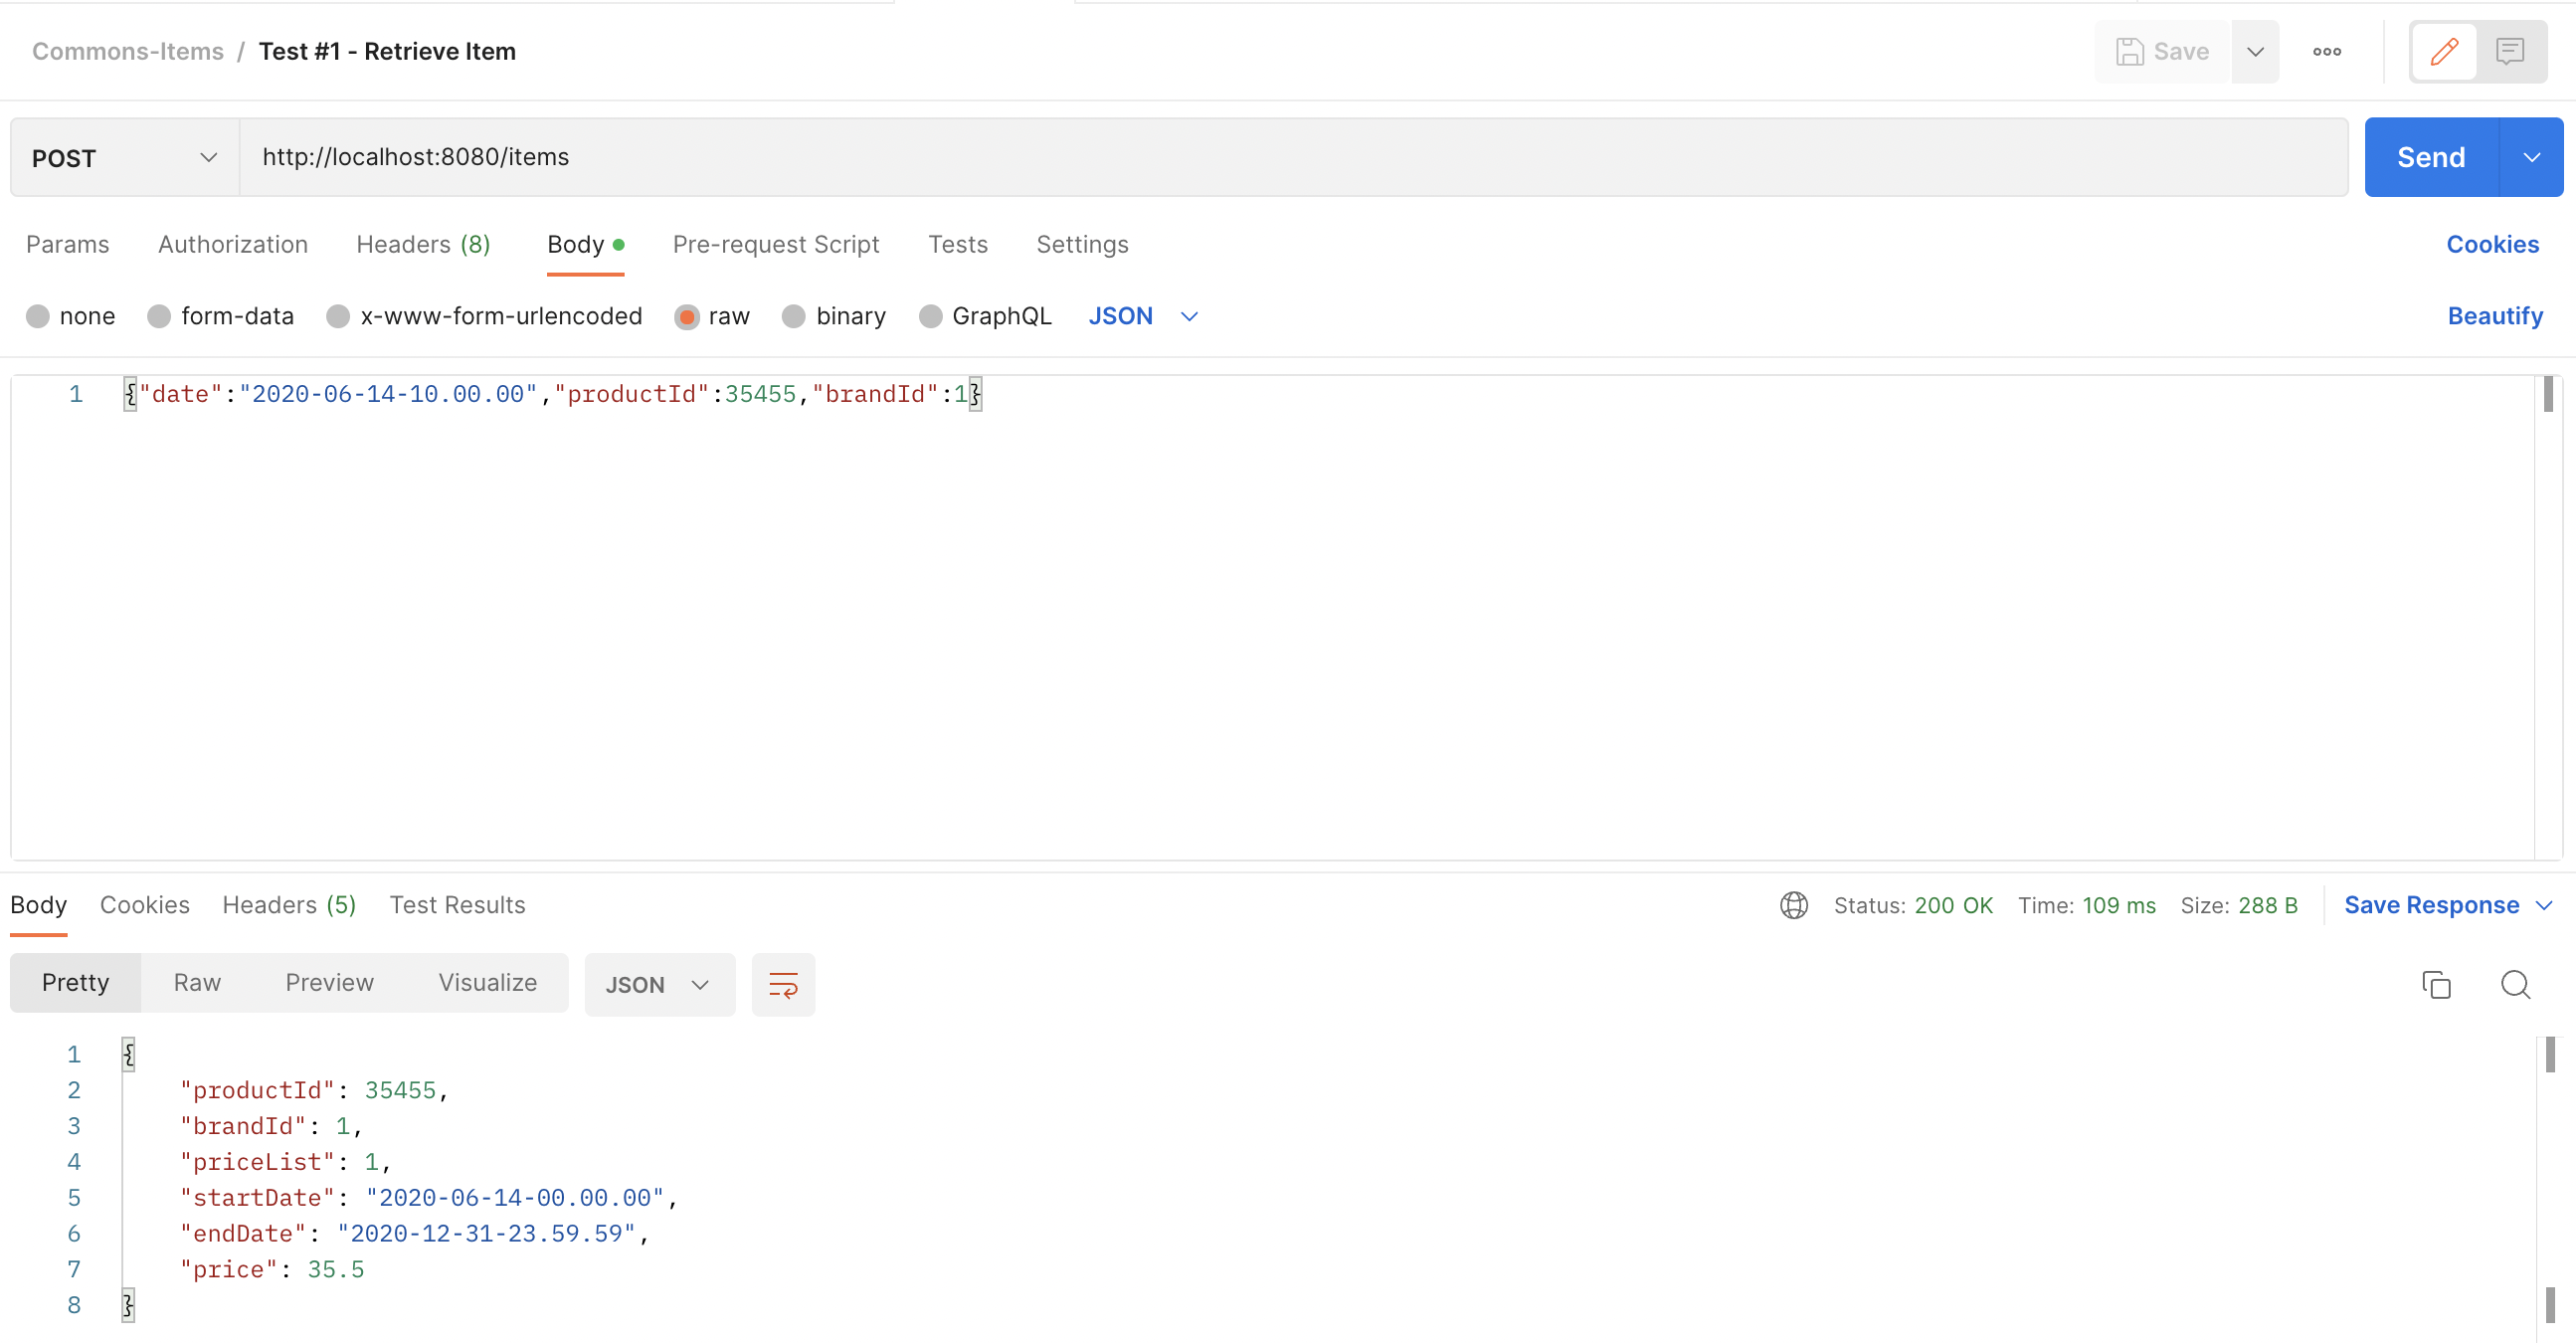 Commons-Items / Test #1 - Retrieve Item
Save
POST
http://localhost:8080/items
Send
Params Authorization Headers (8) Body Pre-request Script Tests Settings
Cookies
none form-data x-www-form-urlencoded raw binary GraphQL JSON
Beautify
1 {"date":"2020-06-14-10.00.00","productId":35455,"brandId":1}
Body Cookies Headers (5) Test Results
Status: 200 OK Time: 109 ms Size: 288 B
Save Response
Pretty Raw Preview Visualize JSON
1 {
2 "productId": 35455,
3 "brandId": 1,
4 "priceList": 1,
5 "startDate": "2020-06-14-00.00.00",
6 "endDate": "2020-12-31-23.59.59",
7 "price": 35.5
8 }